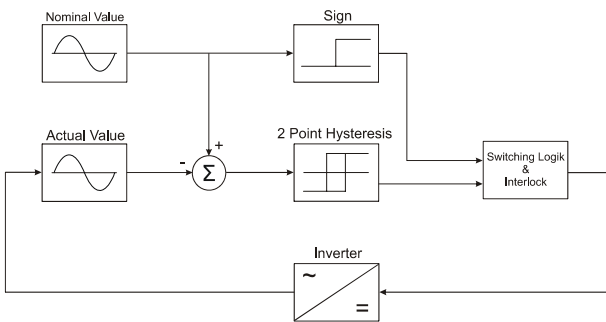 Nominal Value
Sign
Actual Value
+
-
Σ
2 Point Hysteresis
Switching Logik
&
Interlock
Inverter
~
=